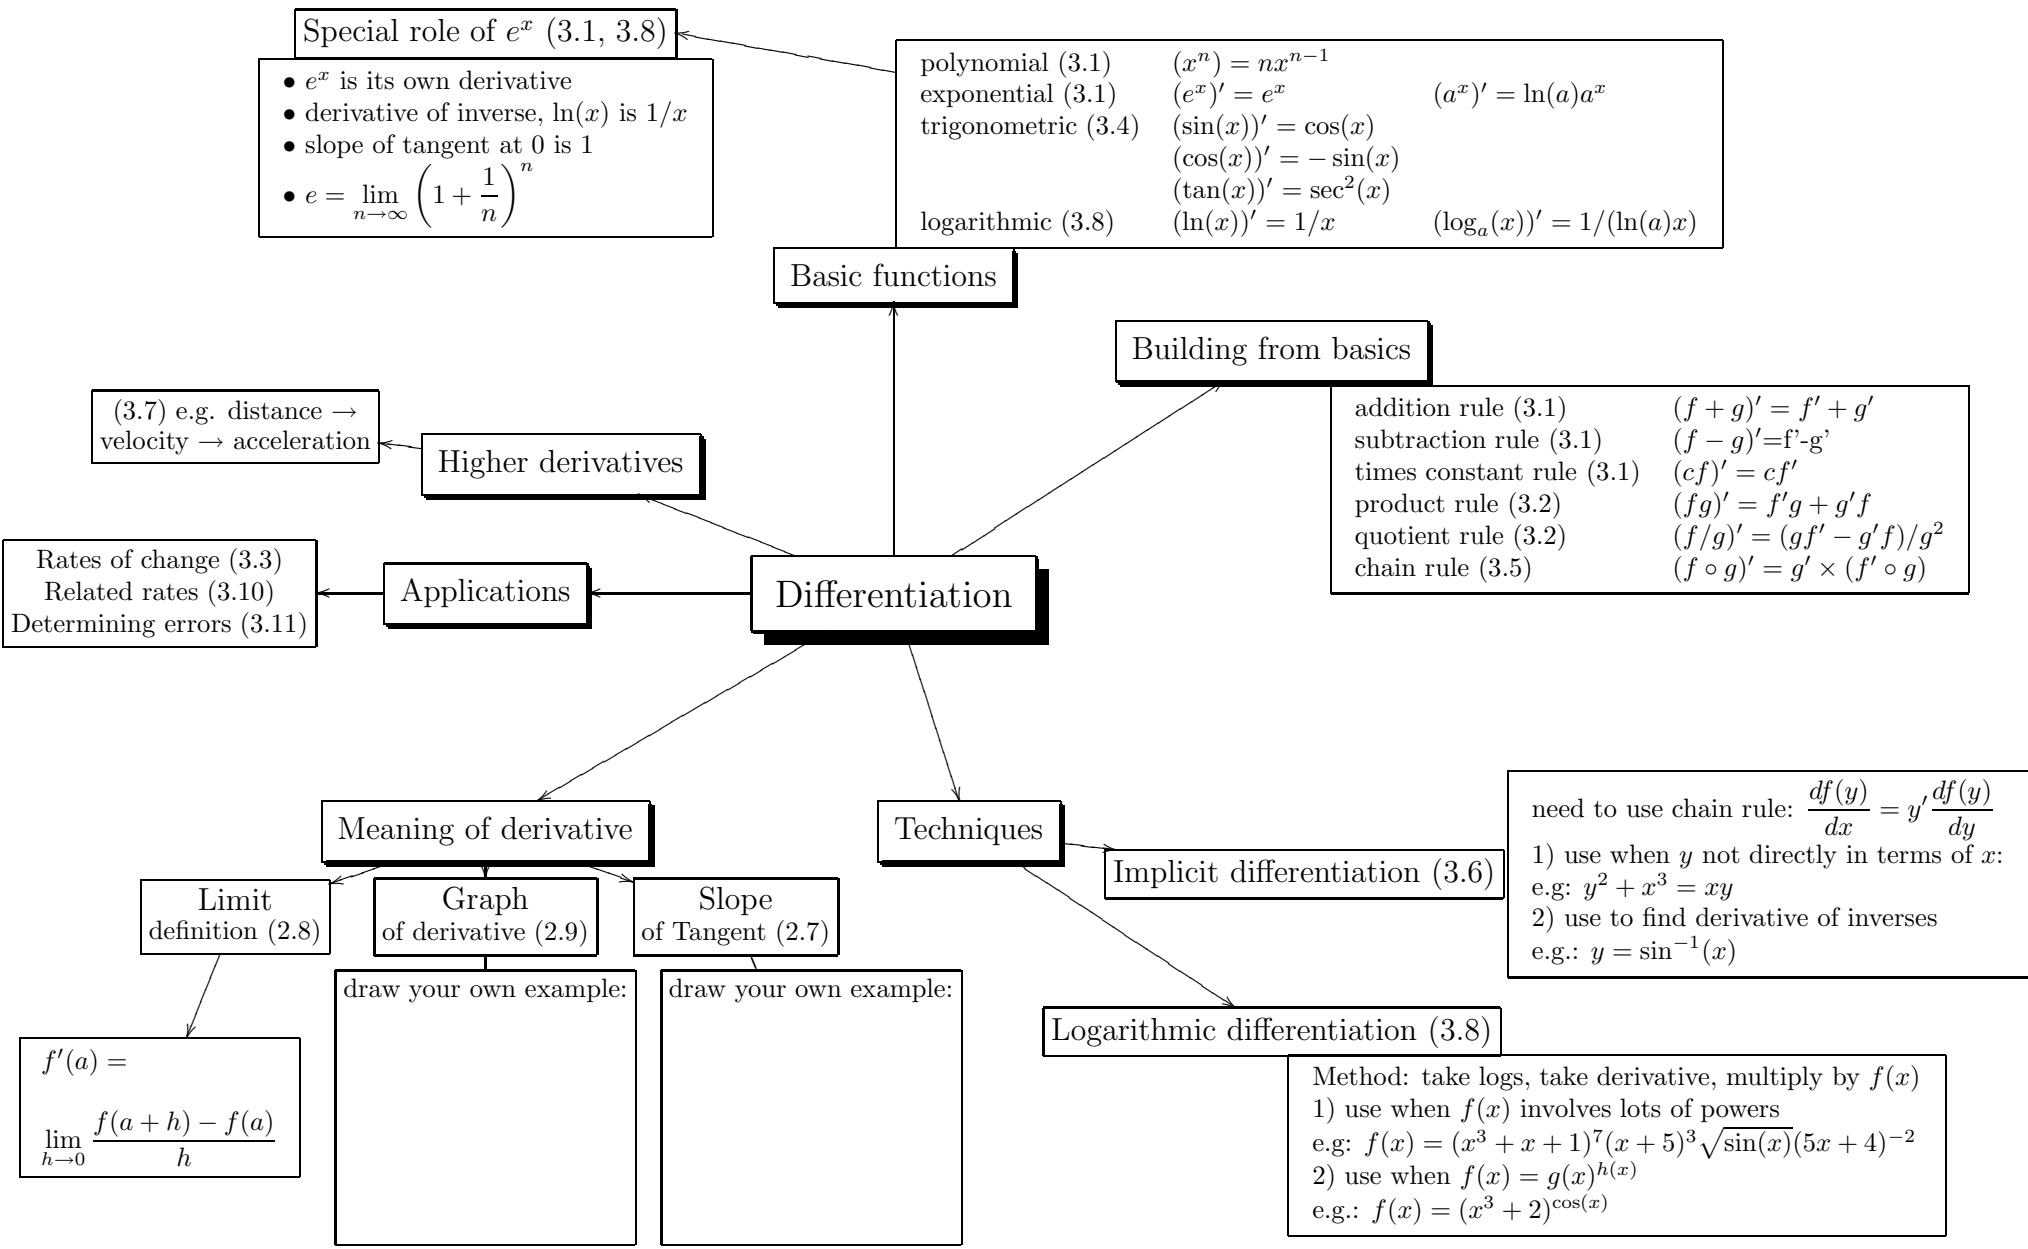 Special role of e^x (3.1, 3.8)
• e^x is its own derivative
• derivative of inverse, ln(x) is 1/x
• slope of tangent at 0 is 1
• e = lim_{n→∞} (1 + 1/n)^n
polynomial (3.1) (x^n) = nx^{n−1}
exponential (3.1) (e^x)′ = e^x (a^x)′ = ln(a)a^x
trigonometric (3.4) (sin(x))′ = cos(x)
(cos(x))′ = − sin(x)
(tan(x))′ = sec²(x)
logarithmic (3.8) (ln(x))′ = 1/x (log_a(x))′ = 1/(ln(a)x)
Basic functions
Building from basics
addition rule (3.1) (f + g)′ = f′ + g′
subtraction rule (3.1) (f − g)′=f'-g'
times constant rule (3.1) (cf)′ = cf′
product rule (3.2) (fg)′ = f′g + g′f
quotient rule (3.2) (f/g)′ = (gf′ − g′f)/g²
chain rule (3.5) (f ∘ g)′ = g′ × (f′ ∘ g)
(3.7) e.g. distance →
velocity → acceleration
Higher derivatives
Rates of change (3.3)
Related rates (3.10)
Determining errors (3.11)
Applications
Differentiation
Meaning of derivative
Limit
definition (2.8)
Graph
of derivative (2.9)
Slope
of Tangent (2.7)
f′(a) =
lim_{h→0} (f(a + h) − f(a))/h
draw your own example:
draw your own example:
Techniques
Implicit differentiation (3.6)
need to use chain rule: df(y)/dx = y′ df(y)/dy
1) use when y not directly in terms of x:
e.g: y² + x³ = xy
2) use to find derivative of inverses
e.g.: y = sin^{−1}(x)
Logarithmic differentiation (3.8)
Method: take logs, take derivative, multiply by f(x)
1) use when f(x) involves lots of powers
e.g: f(x) = (x³ + x + 1)⁷(x + 5)³√sin(x)(5x + 4)^{−2}
2) use when f(x) = g(x)^{h(x)}
e.g.: f(x) = (x³ + 2)^{cos(x)}